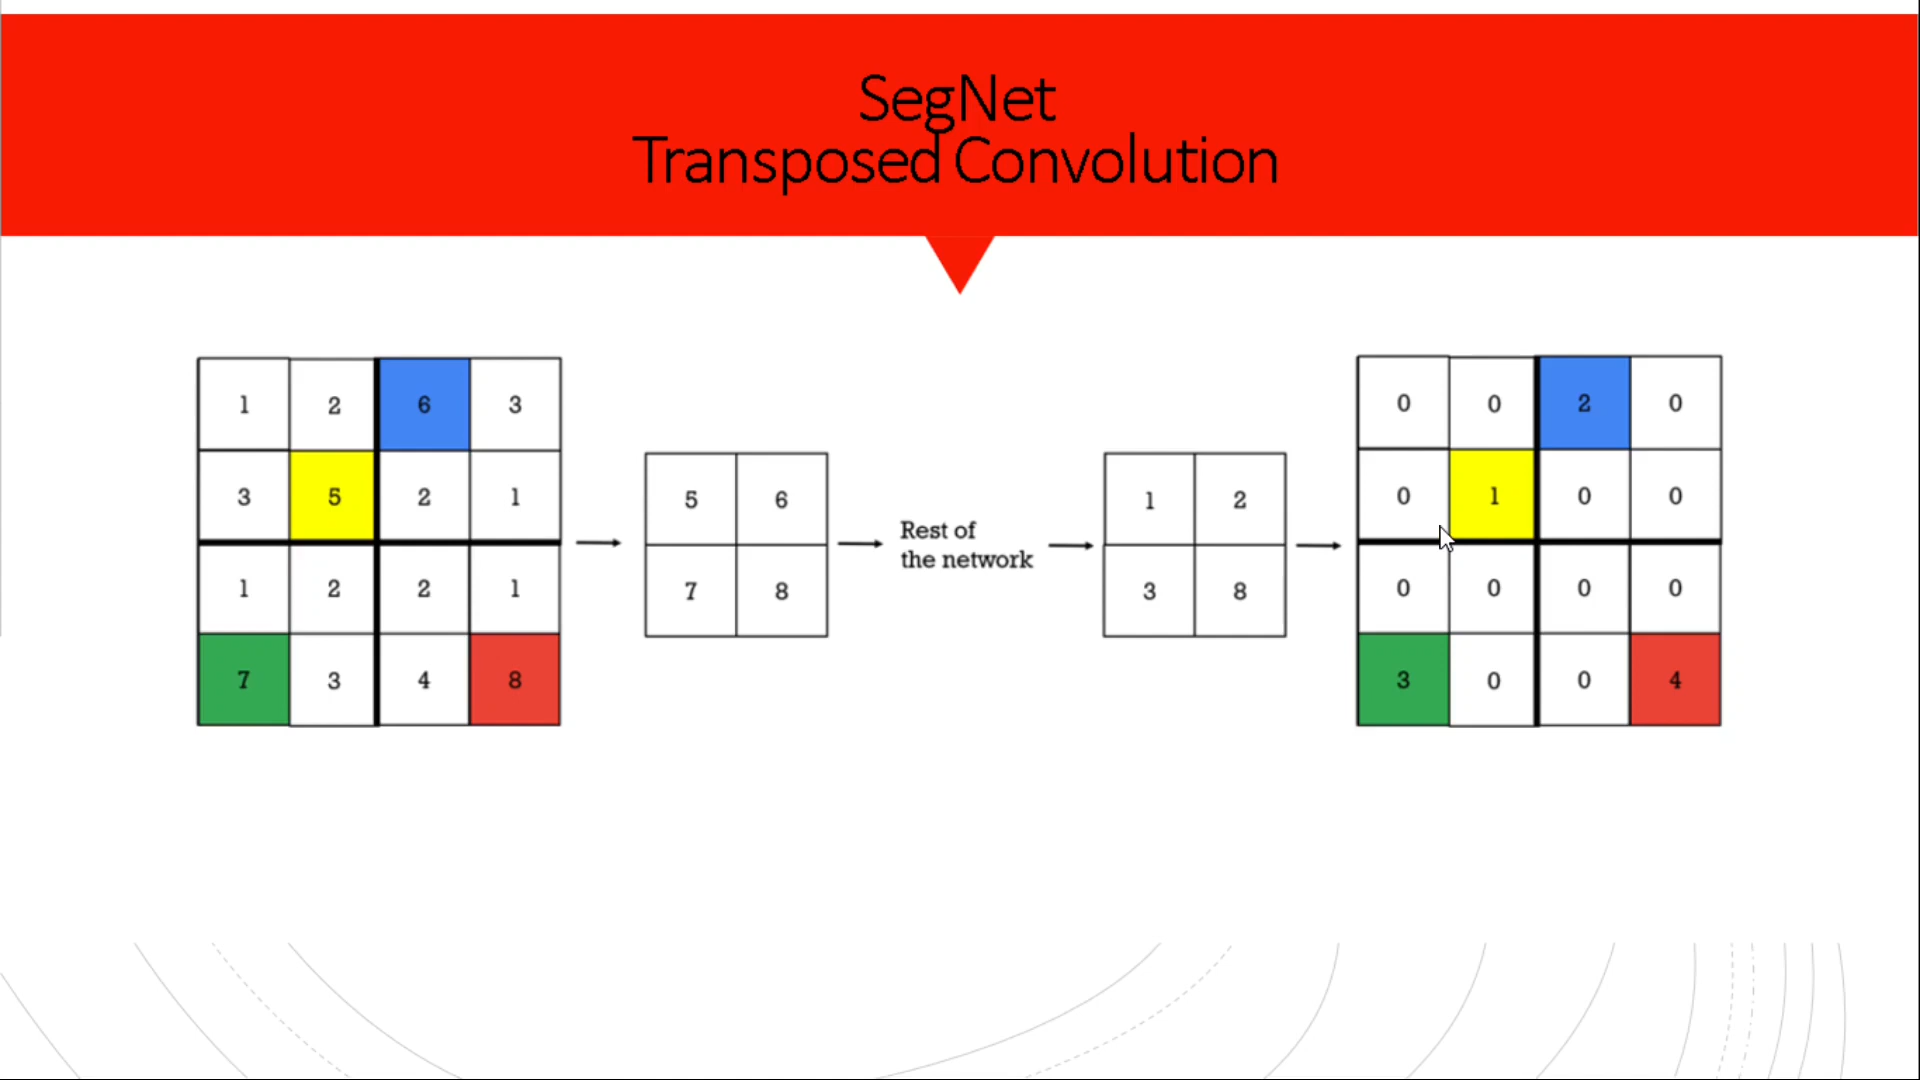 SegNet
Transposed Convolution
1 2 6 3
3 5 2 1
1 2 2 1
7 3 4 8
5 6
7 8
Rest of
the network
1 2
3 8
0 0 2 0
0 1 0 0
0 0 0 0
3 0 0 4